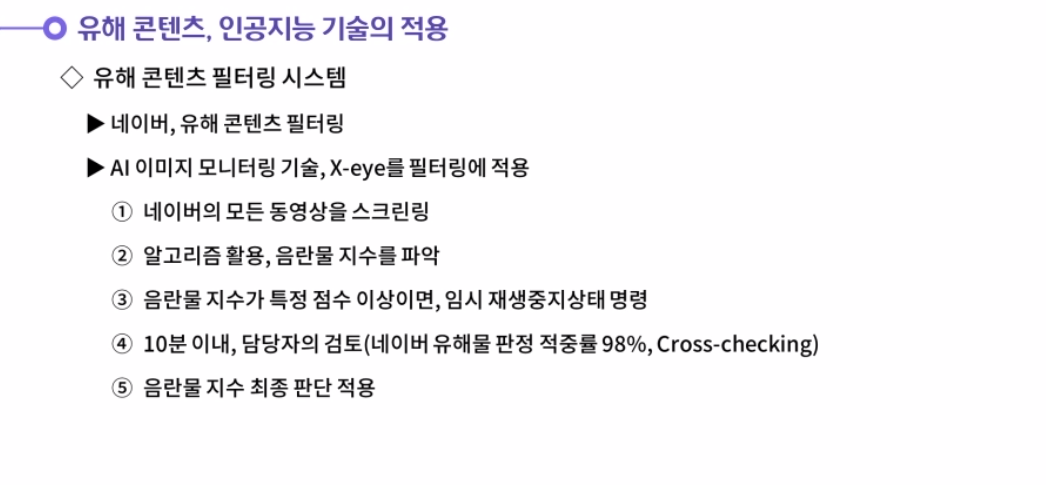 유해 콘텐츠, 인공지능 기술의 적용
◇ 유해 콘텐츠 필터링 시스템
▶ 네이버, 유해 콘텐츠 필터링
▶ AI 이미지 모니터링 기술, X-eye를 필터링에 적용
① 네이버의 모든 동영상을 스크린링
② 알고리즘 활용, 음란물 지수를 파악
③ 음란물 지수가 특정 점수 이상이면, 임시 재생중지상태 명령
④ 10분 이내, 담당자의 검토(네이버 유해물 판정 적중률 98%, Cross-checking)
⑤ 음란물 지수 최종 판단 적용